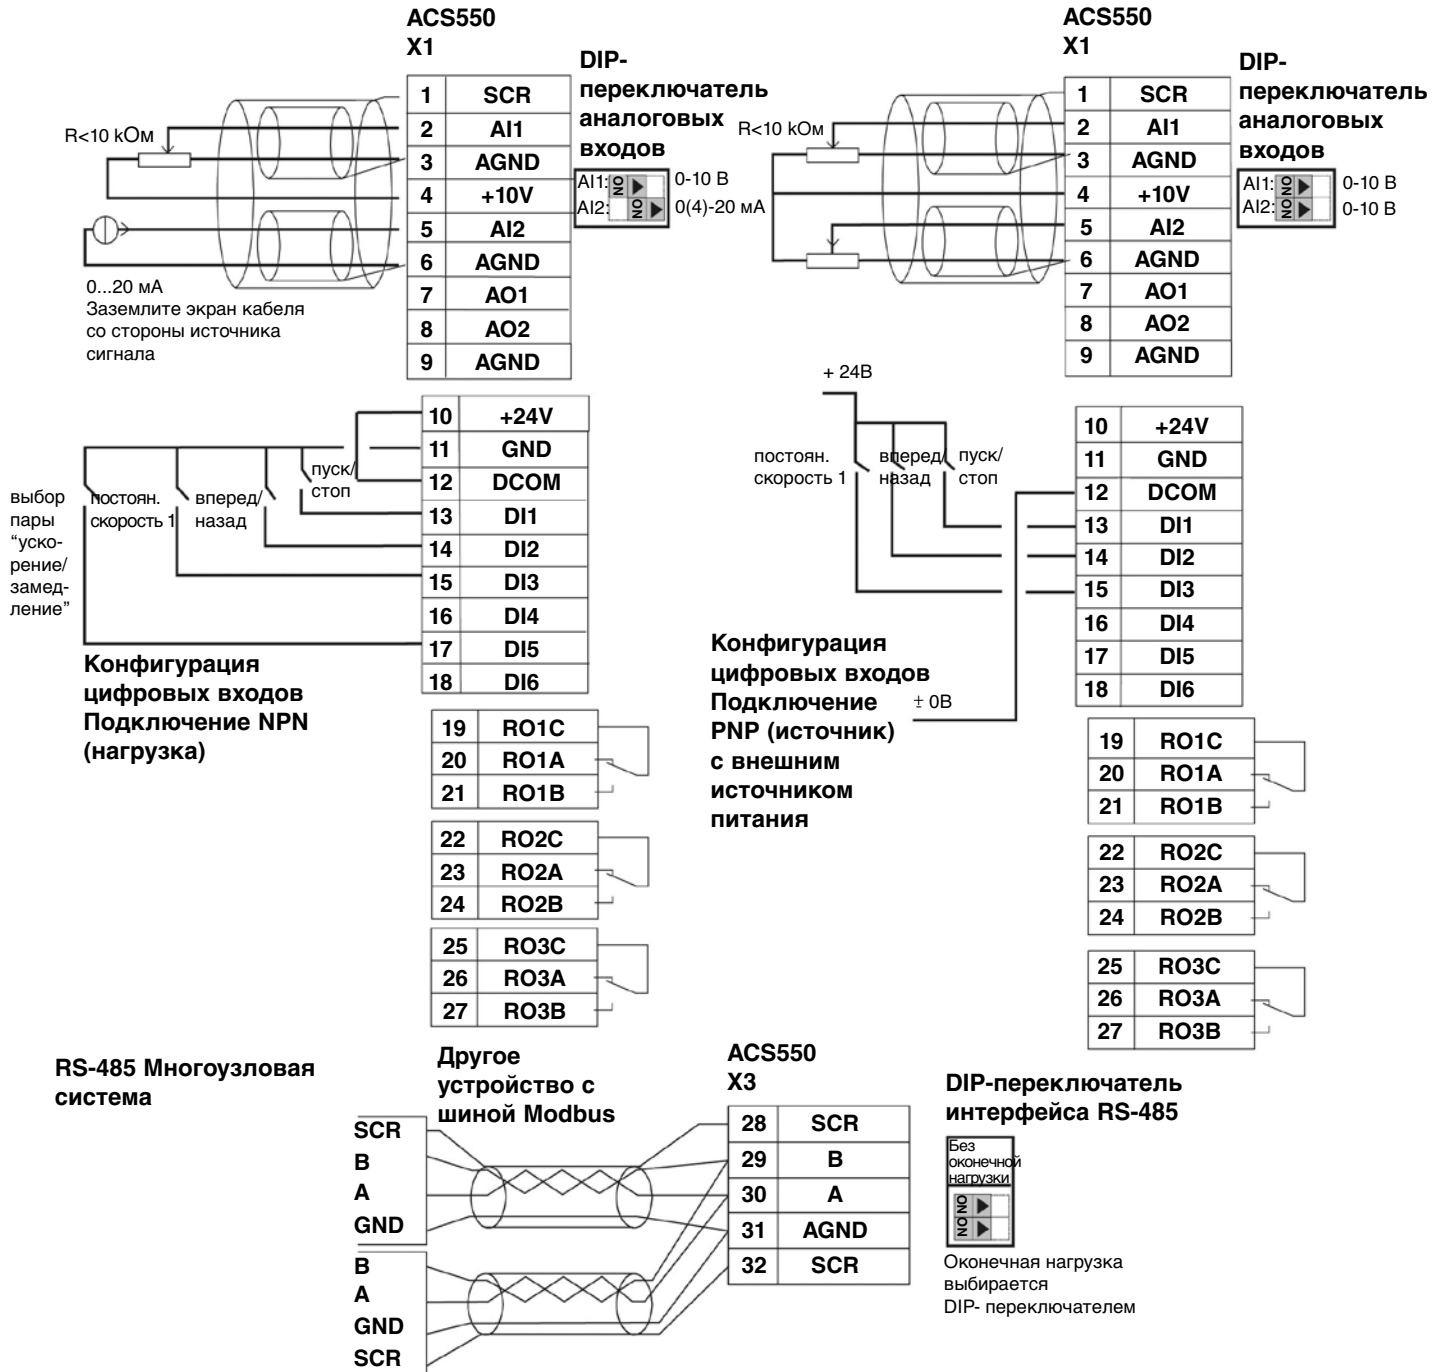 ACS550
X1
DIP-
переключатель
аналоговых
входов
R<10 kОм
1 SCR
2 AI1
3 AGND
4 +10V
5 AI2
6 AGND
7 AO1
8 AO2
9 AGND
AI1: ON 0-10 В
AI2: ON 0(4)-20 мА
0...20 мА
Заземлите экран кабеля
со стороны источника
сигнала
10 +24V
11 GND
12 DCOM
13 DI1
14 DI2
15 DI3
16 DI4
17 DI5
18 DI6
выбор
пары
“уско-
рение/
замед-
ление”
постоян.
скорость 1
вперед/
назад
пуск/
стоп
Конфигурация
цифровых входов
Подключение NPN
(нагрузка)
19 RO1C
20 RO1A
21 RO1B
22 RO2C
23 RO2A
24 RO2B
25 RO3C
26 RO3A
27 RO3B
ACS550
X1
DIP-
переключатель
аналоговых
входов
R<10 kОм
1 SCR
2 AI1
3 AGND
4 +10V
5 AI2
6 AGND
7 AO1
8 AO2
9 AGND
AI1: ON 0-10 В
AI2: ON 0-10 В
+ 24В
постоян.
скорость 1
вперед/
назад
пуск/
стоп
10 +24V
11 GND
12 DCOM
13 DI1
14 DI2
15 DI3
16 DI4
17 DI5
18 DI6
Конфигурация
цифровых входов
Подключение
PNP (источник)
с внешним
источником
питания
± 0В
19 RO1C
20 RO1A
21 RO1B
22 RO2C
23 RO2A
24 RO2B
25 RO3C
26 RO3A
27 RO3B
RS-485 Многоузловая
система
Другое
устройство с
шиной Modbus
SCR
B
A
GND
B
A
GND
SCR
ACS550
X3
28 SCR
29 B
30 A
31 AGND
32 SCR
DIP-переключатель
интерфейса RS-485
Без
оконечной
нагрузки
ON
ON
Оконечная нагрузка
выбирается
DIP- переключателем